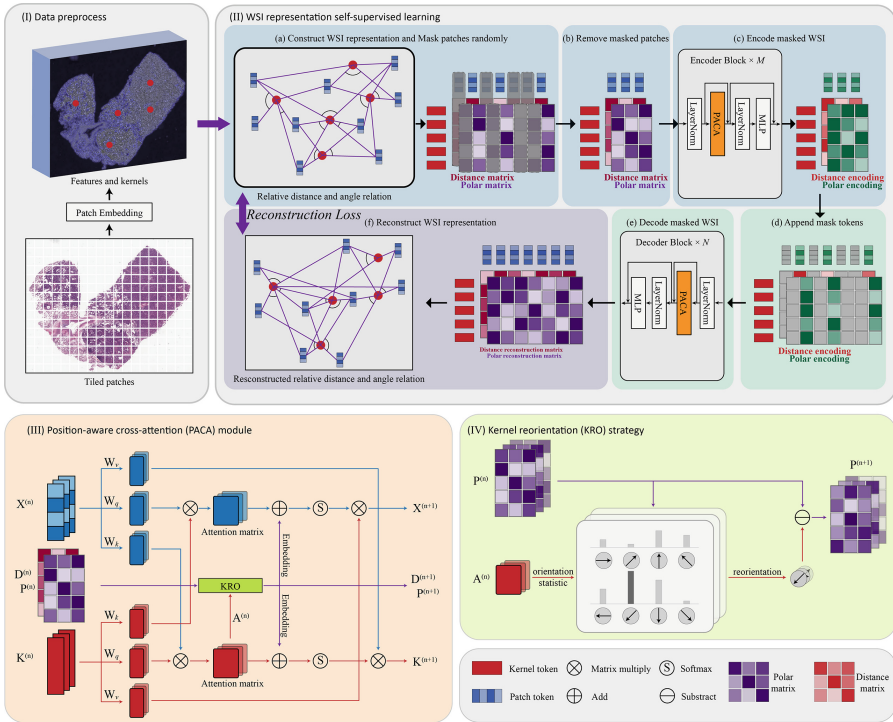 (I) Data preprocess
Features and kernels
Patch Embedding
Tiled patches
(II) WSI representation self-supervised learning
(a) Construct WSI representation and Mask patches randomly
Relative distance and angle relation
Distance matrix
Polar matrix
(b) Remove masked patches
Distance matrix
Polar matrix
(c) Encode masked WSI
Encoder Block × M
LayerNorm
PACA
LayerNorm
MLP
Distance encoding
Polar encoding
Reconstruction Loss
(f) Reconstruct WSI representation
Resconstructed relative distance and angle relation
Distance reconstruction matrix
Polar reconstruction matrix
(e) Decode masked WSI
Decoder Block × N
MLP
LayerNorm
PACA
LayerNorm
(d) Append mask tokens
Distance encoding
Polar encoding
(III) Position-aware cross-attention (PACA) module
X(n)
Wv
Wq
Wk
Attention matrix
S
X(n+1)
Embedding
D(n)
P(n)
KRO
D(n+1)
P(n+1)
A(n)
Embedding
K(n)
Wk
Wq
Wv
Attention matrix
S
K(n+1)
(IV) Kernel reorientation (KRO) strategy
P(n)
P(n+1)
A(n)
orientation
statistic
reorientation
Kernel token
Matrix multiply
S Softmax
Polar
matrix
Distance
matrix
Patch token
Add
Substract